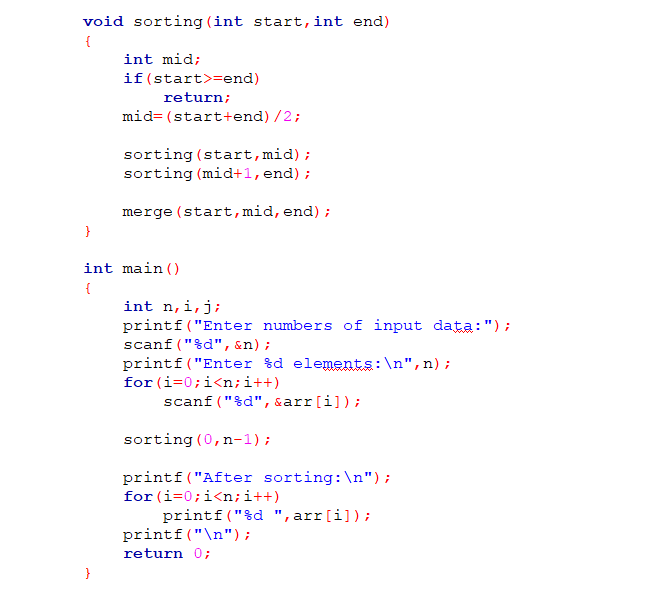 void sorting(int start,int end)
{
    int mid;
    if(start>=end)
        return;
    mid=(start+end)/2;

    sorting(start,mid);
    sorting(mid+1,end);

    merge(start,mid,end);
}

int main()
{
    int n,i,j;
    printf("Enter numbers of input data:");
    scanf("%d",&n);
    printf("Enter %d elements:\n",n);
    for(i=0;i<n;i++)
        scanf("%d",&arr[i]);

    sorting(0,n-1);

    printf("After sorting:\n");
    for(i=0;i<n;i++)
        printf("%d ",arr[i]);
    printf("\n");
    return 0;
}